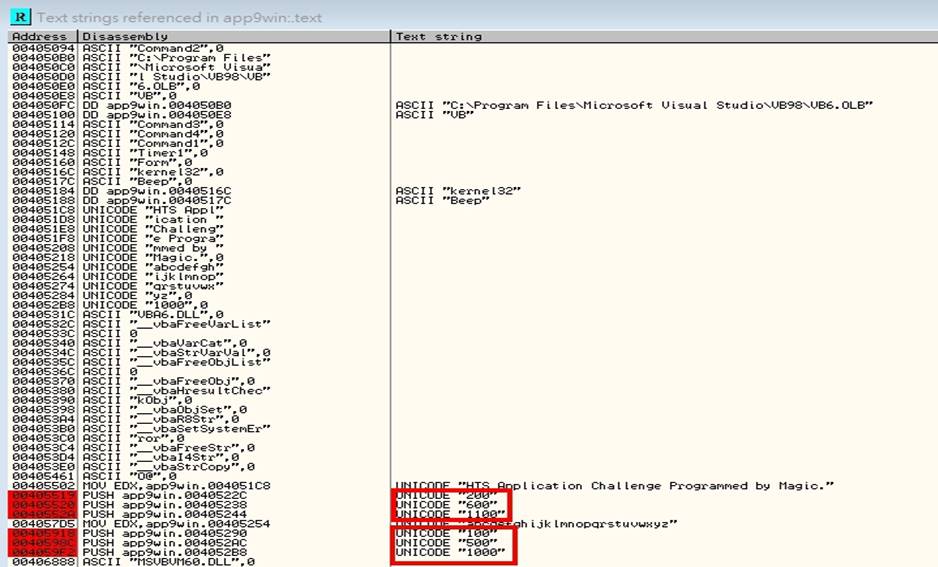 R Text strings referenced in app9win:.text
Address Disassembly Text string
00405094 ASCII "Command2",0
004050B0 ASCII "C:\Program Files"
004050C0 ASCII "\Microsoft Visua"
004050D0 ASCII "l Studio\VB98\VB"
004050E0 ASCII "6.OLB",0
004050E8 ASCII "VB",0
004050FC DD app9win.004050B0 ASCII "C:\Program Files\Microsoft Visual Studio\VB98\VB6.OLB"
00405100 DD app9win.004050E8 ASCII "VB"
00405114 ASCII "Command3",0
00405120 ASCII "Command4",0
0040512C ASCII "Command1",0
00405148 ASCII "Timer1",0
00405160 ASCII "Form",0
0040516C ASCII "kernel32",0
0040517C ASCII "Beep",0
00405184 DD app9win.0040516C ASCII "kernel32"
00405188 DD app9win.0040517C ASCII "Beep"
004051C8 UNICODE "HTS Appl"
004051D8 UNICODE "ication "
004051E8 UNICODE "Challeng"
004051F8 UNICODE "e Progra"
00405208 UNICODE "mmed by "
00405218 UNICODE "Magic.",0
00405254 UNICODE "abcdefgh"
00405264 UNICODE "ijklmnop"
00405274 UNICODE "qrstuvwx"
00405284 UNICODE "yz",0
004052B8 UNICODE "1000",0
0040531C ASCII "VBA6.DLL",0
0040532C ASCII "__vbaFreeVarList"
0040533C ASCII 0
00405340 ASCII "__vbaVarCat",0
0040534C ASCII "__vbaStrVarVal",0
0040535C ASCII "__vbaFreeObjList"
0040536C ASCII 0
00405370 ASCII "__vbaFreeObj",0
00405380 ASCII "__vbaHresultChec"
00405390 ASCII "kObj",0
00405398 ASCII "__vbaObjSet",0
004053A4 ASCII "__vbaR8Str",0
004053B0 ASCII "__vbaSetSystemEr"
004053C0 ASCII "ror",0
004053C4 ASCII "__vbaFreeStr",0
004053D4 ASCII "__vbaI4Str",0
004053E0 ASCII "__vbaStrCopy",0
00405461 ASCII "O@",0
00405502 MOV EDX,app9win.004051C8 UNICODE "HTS Application Challenge Programmed by Magic."
00405519 PUSH app9win.0040522C UNICODE "200"
00405520 PUSH app9win.00405238 UNICODE "600"
0040552A PUSH app9win.00405244 UNICODE "1100"
004057D5 MOV EDX,app9win.00405254 UNICODE "abcdefghijklmnopqrstuvwxyz"
00405918 PUSH app9win.00405290 UNICODE "100"
0040598C PUSH app9win.004052AC UNICODE "500"
004059F2 PUSH app9win.004052B8 UNICODE "1000"
00406888 ASCII "MSVBVM60.DLL",0